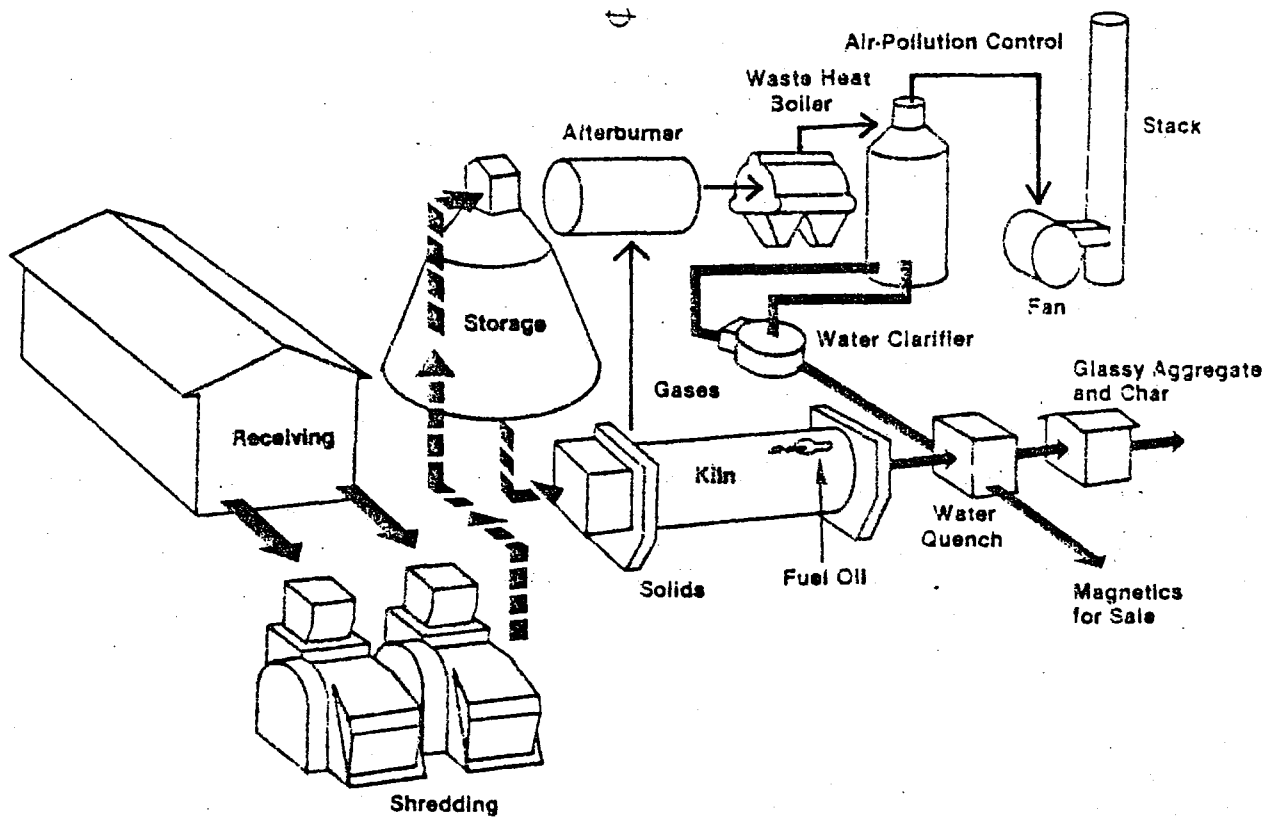 Air-Pollution Control
Waste Heat
Boiler
Stack
Afterburner
Storage
Fan
Water Clarifier
Glassy Aggregate
and Char
Gases
Receiving
Kiln
Water
Quench
Fuel Oil
Solids
Magnetics
for Sale
Shredding